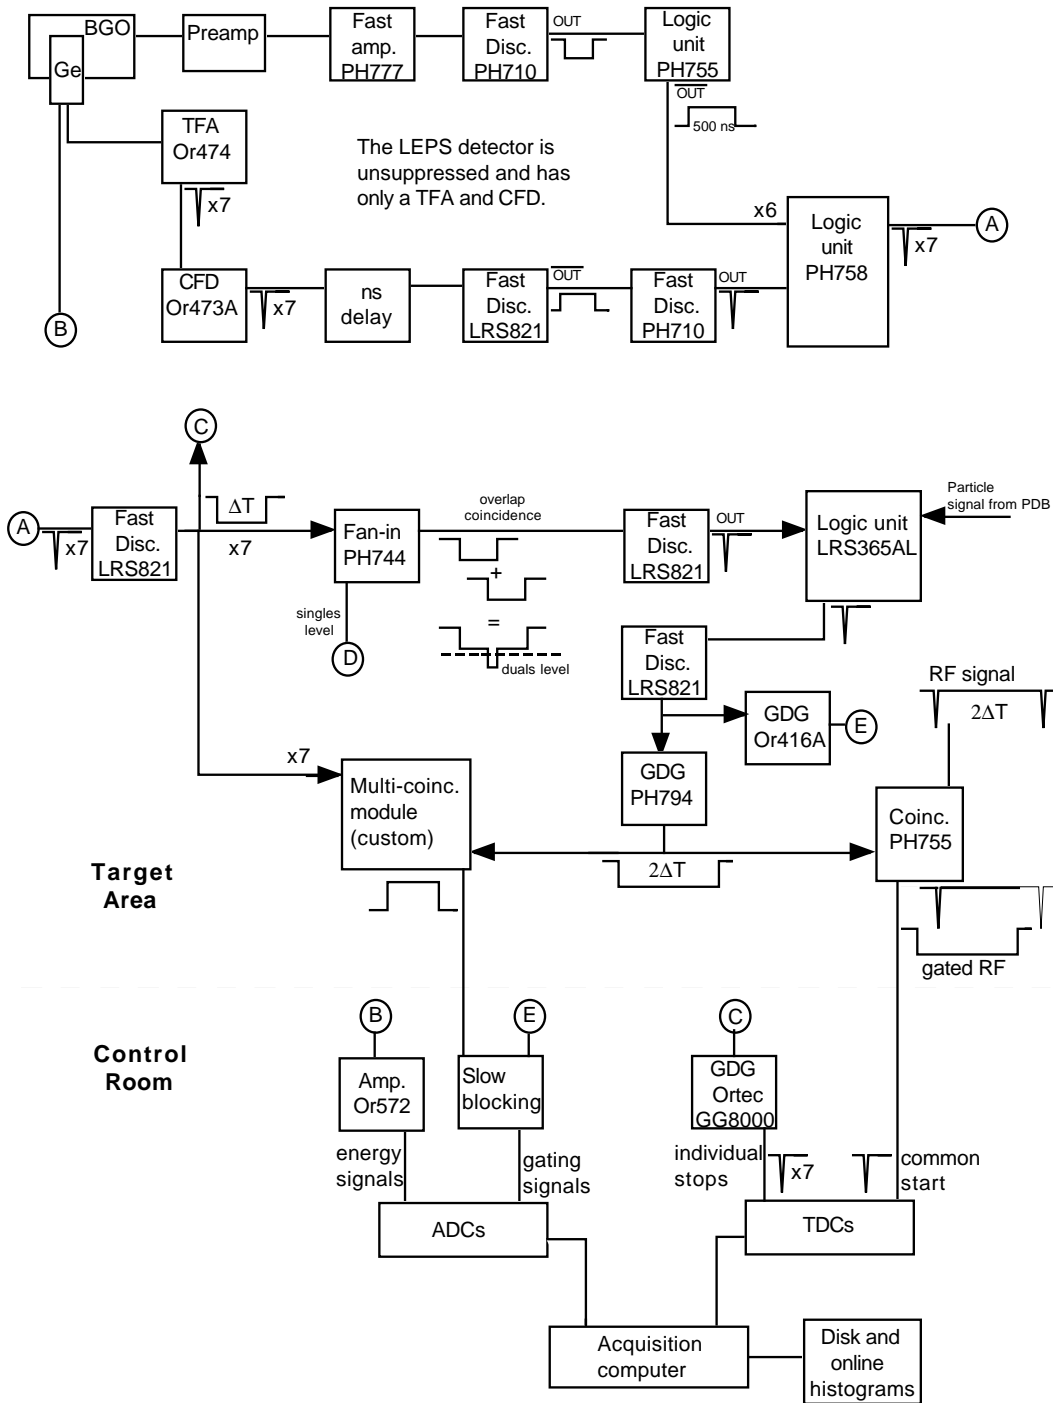 BGO
Ge
Preamp
Fast
amp.
PH777
Fast
Disc.
PH710
OUT
Logic
unit
PH755
OUT
500 ns
TFA
Or474
x7
The LEPS detector is
unsuppressed and has
only a TFA and CFD.
x6
Logic
unit
PH758
x7
A
CFD
Or473A
x7
ns
delay
Fast
Disc.
LRS821
OUT
Fast
Disc.
PH710
OUT
B
C
A
x7
Fast
Disc.
LRS821
ΔT
x7
Fan-in
PH744
overlap
coincidence
+
=
duals level
singles
level
D
Fast
Disc.
LRS821
OUT
Logic unit
LRS365AL
Particle
signal from PDB
Fast
Disc.
LRS821
GDG
Or416A
E
RF signal
2ΔT
x7
Multi-coinc.
module
(custom)
GDG
PH794
2ΔT
Coinc.
PH755
gated RF
Target
Area
Control
Room
B
E
C
Amp.
Or572
Slow
blocking
GDG
Ortec
GG8000
energy
signals
gating
signals
individual
stops
x7
common
start
ADCs
TDCs
Acquisition
computer
Disk and
online
histograms